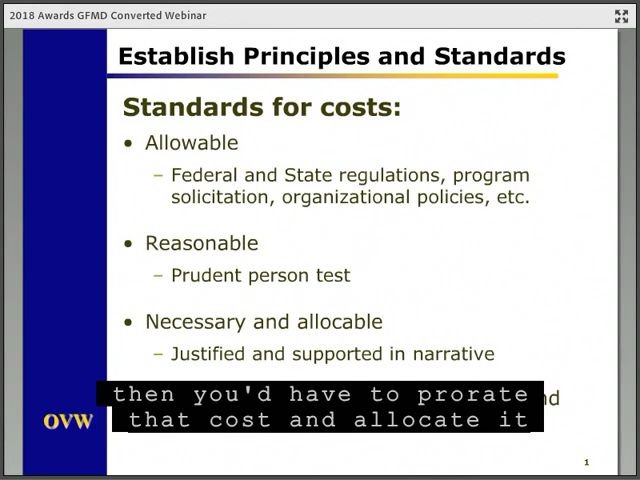 2018 Awards GFMD Converted Webinar
Establish Principles and Standards
Standards for costs:
• Allowable
– Federal and State regulations, program
solicitation, organizational policies, etc.
• Reasonable
– Prudent person test
• Necessary and allocable
– Justified and supported in narrative
then you'd have to prorate
that cost and allocate it
OVW
1